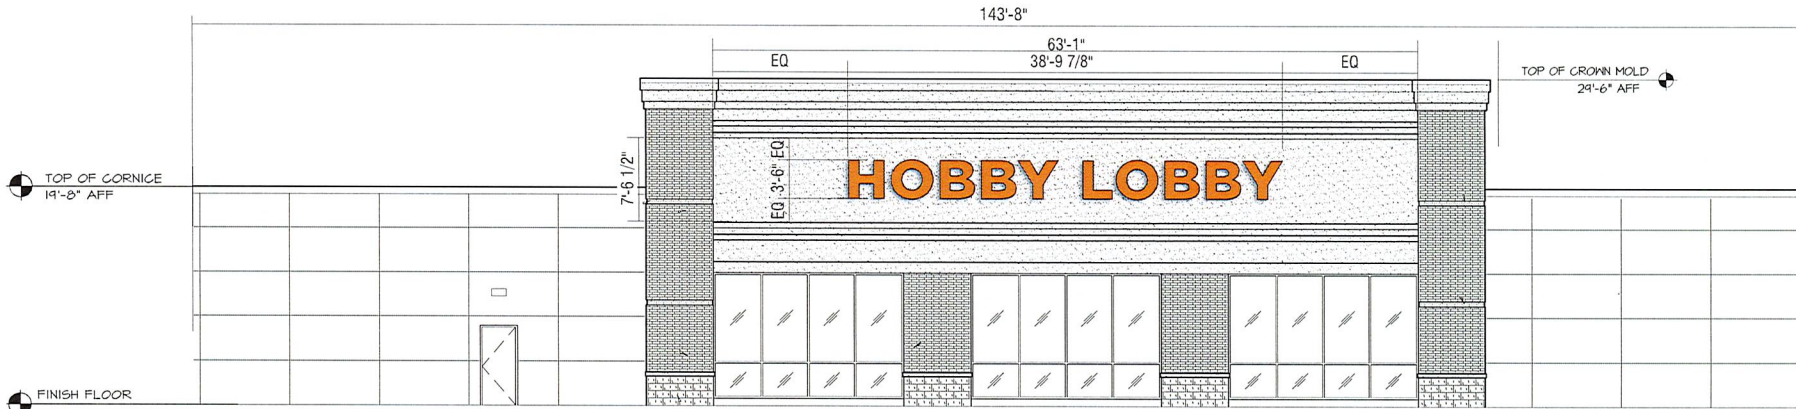 143'-8"
63'-1"
EQ 38'-9 7/8" EQ
TOP OF CROWN MOLD
29'-6" AFF
TOP OF CORNICE
19'-8" AFF
7'-6 1/2"
EQ 3'-6" EQ
HOBBY LOBBY
FINISH FLOOR